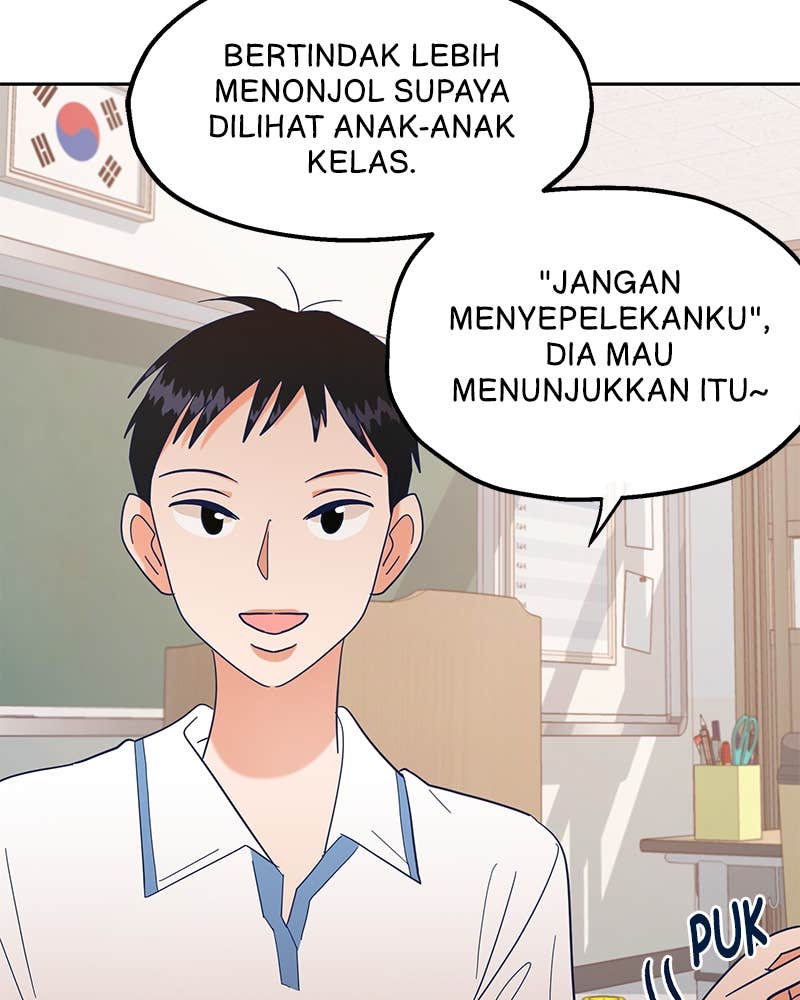 BERTINDAK LEBIH
MENONJOL SUPAYA
DILIHAT ANAK-ANAK
KELAS.
"JANGAN
MENYEPELEKANKU",
DIA MAU
MENUNJUKKAN ITU~
PUK